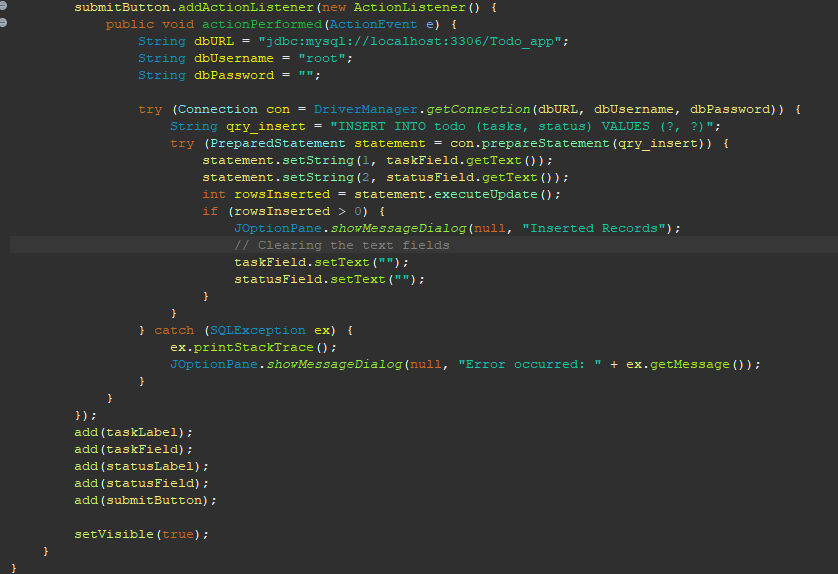 submitButton.addActionListener(new ActionListener() {
public void actionPerformed(ActionEvent e) {
String dbURL = "jdbc:mysql://localhost:3306/Todo_app";
String dbUsername = "root";
String dbPassword = "";
try (Connection con = DriverManager.getConnection(dbURL, dbUsername, dbPassword)) {
String qry_insert = "INSERT INTO todo (tasks, status) VALUES (?, ?)";
try (PreparedStatement statement = con.prepareStatement(qry_insert)) {
statement.setString(1, taskField.getText());
statement.setString(2, statusField.getText());
int rowsInserted = statement.executeUpdate();
if (rowsInserted > 0) {
JOptionPane.showMessageDialog(null, "Inserted Records");
// Clearing the text fields
taskField.setText("");
statusField.setText("");
}
}
} catch (SQLException ex) {
ex.printStackTrace();
JOptionPane.showMessageDialog(null, "Error occurred: " + ex.getMessage());
}
}
});
add(taskLabel);
add(taskField);
add(statusLabel);
add(statusField);
add(submitButton);
setVisible(true);
}
}